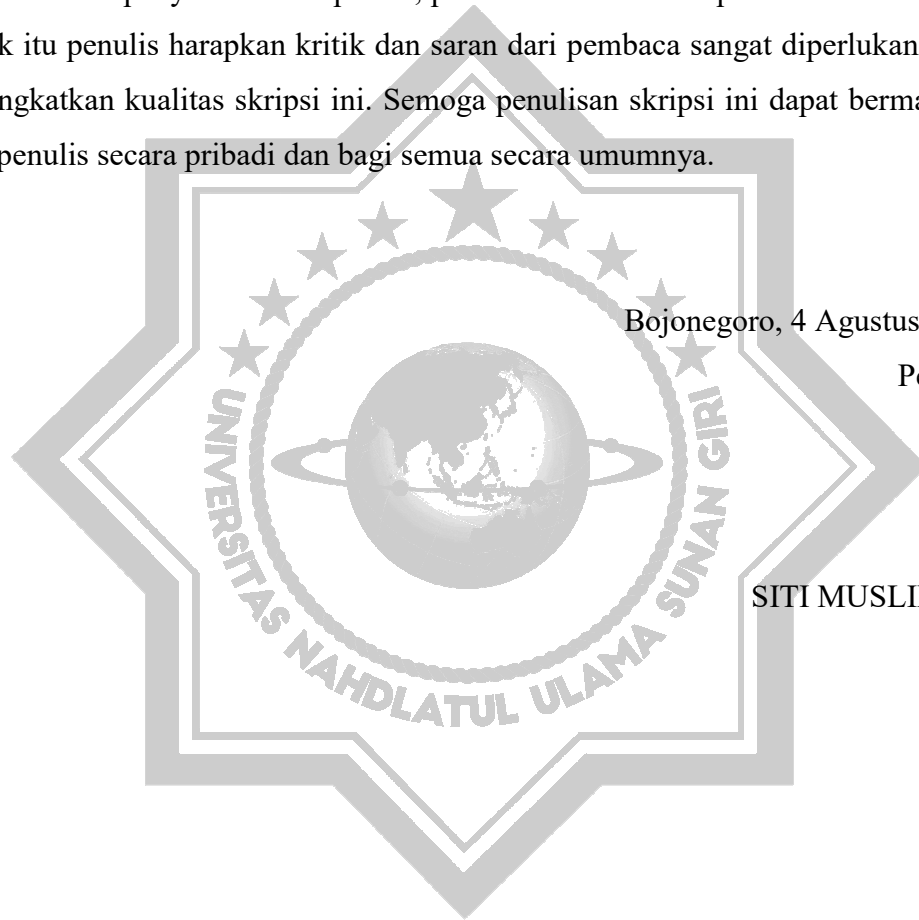 k itu penulis harapkan kritik dan saran dari pembaca sangat diperlukan
ngkatkan kualitas skripsi ini. Semoga penulisan skripsi ini dapat berma
penulis secara pribadi dan bagi semua secara umumnya.
Bojonegoro, 4 Agustus
Pe
SITI MUSLI
UNIVERSITAS NAHDLATUL ULAMA SUNAN GIRI